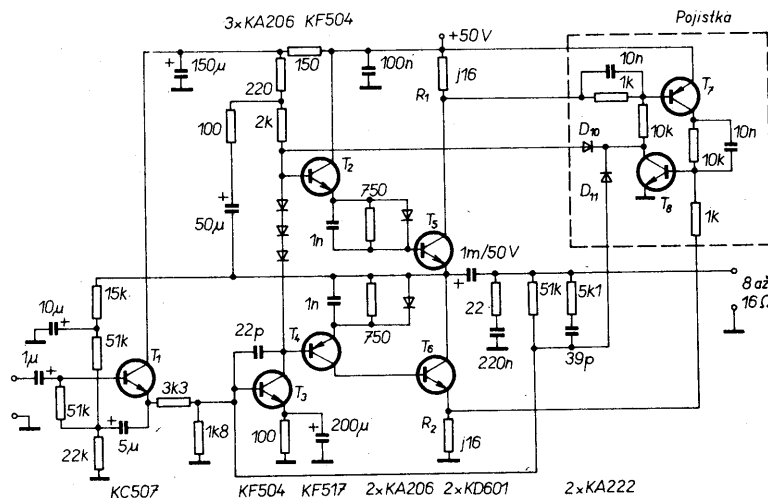 3×KA206 KF504
Pojistka
+50V
150µ
150
100n
j16
R1
220
100
2k
10n
1k
T7
10k
10n
D10
D11
10k
T8
1k
T2
750
1n
T5
50µ
1m/50V
15k
10µ
51k
1µ
T1
51k
5µ
22k
3k3
1k8
22p
T4
1n
750
T3
T6
100
200µ
R2
j16
22
220n
51k
5k1
39p
8 až
16Ω
KC507 KF504 KF517 2×KA206 2×KD601 2×KA222